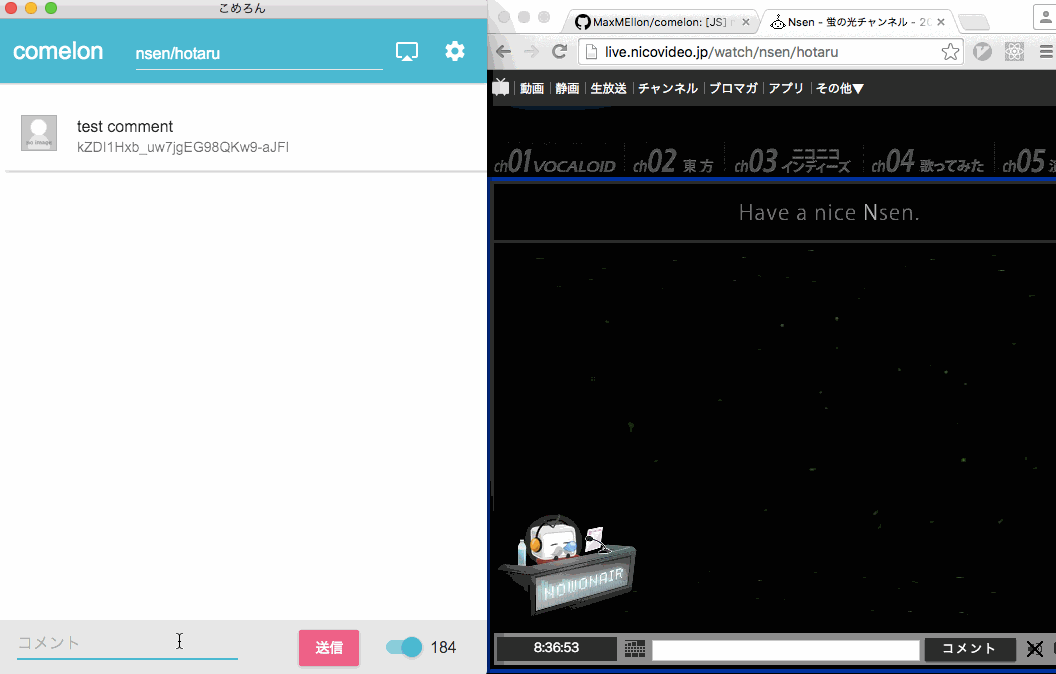 こめろん
comelon
nsen/hotaru
test comment
kZDI1Hxb_uw7jgEG98QKw9-aJFI
no image
コメント
送信
184
MaxMEllon/comelon: [JS]
Nsen - 蛍の光チャンネル - 20
live.nicovideo.jp/watch/nsen/hotaru
動画 静画 生放送 チャンネル ブロマガ アプリ その他▼
ch01 VOCALOID ch02 東方 ch03 ニコニコインディーズ ch04 歌ってみた ch05
Have a nice Nsen.
NOWONAIR
8:36:53
コメント